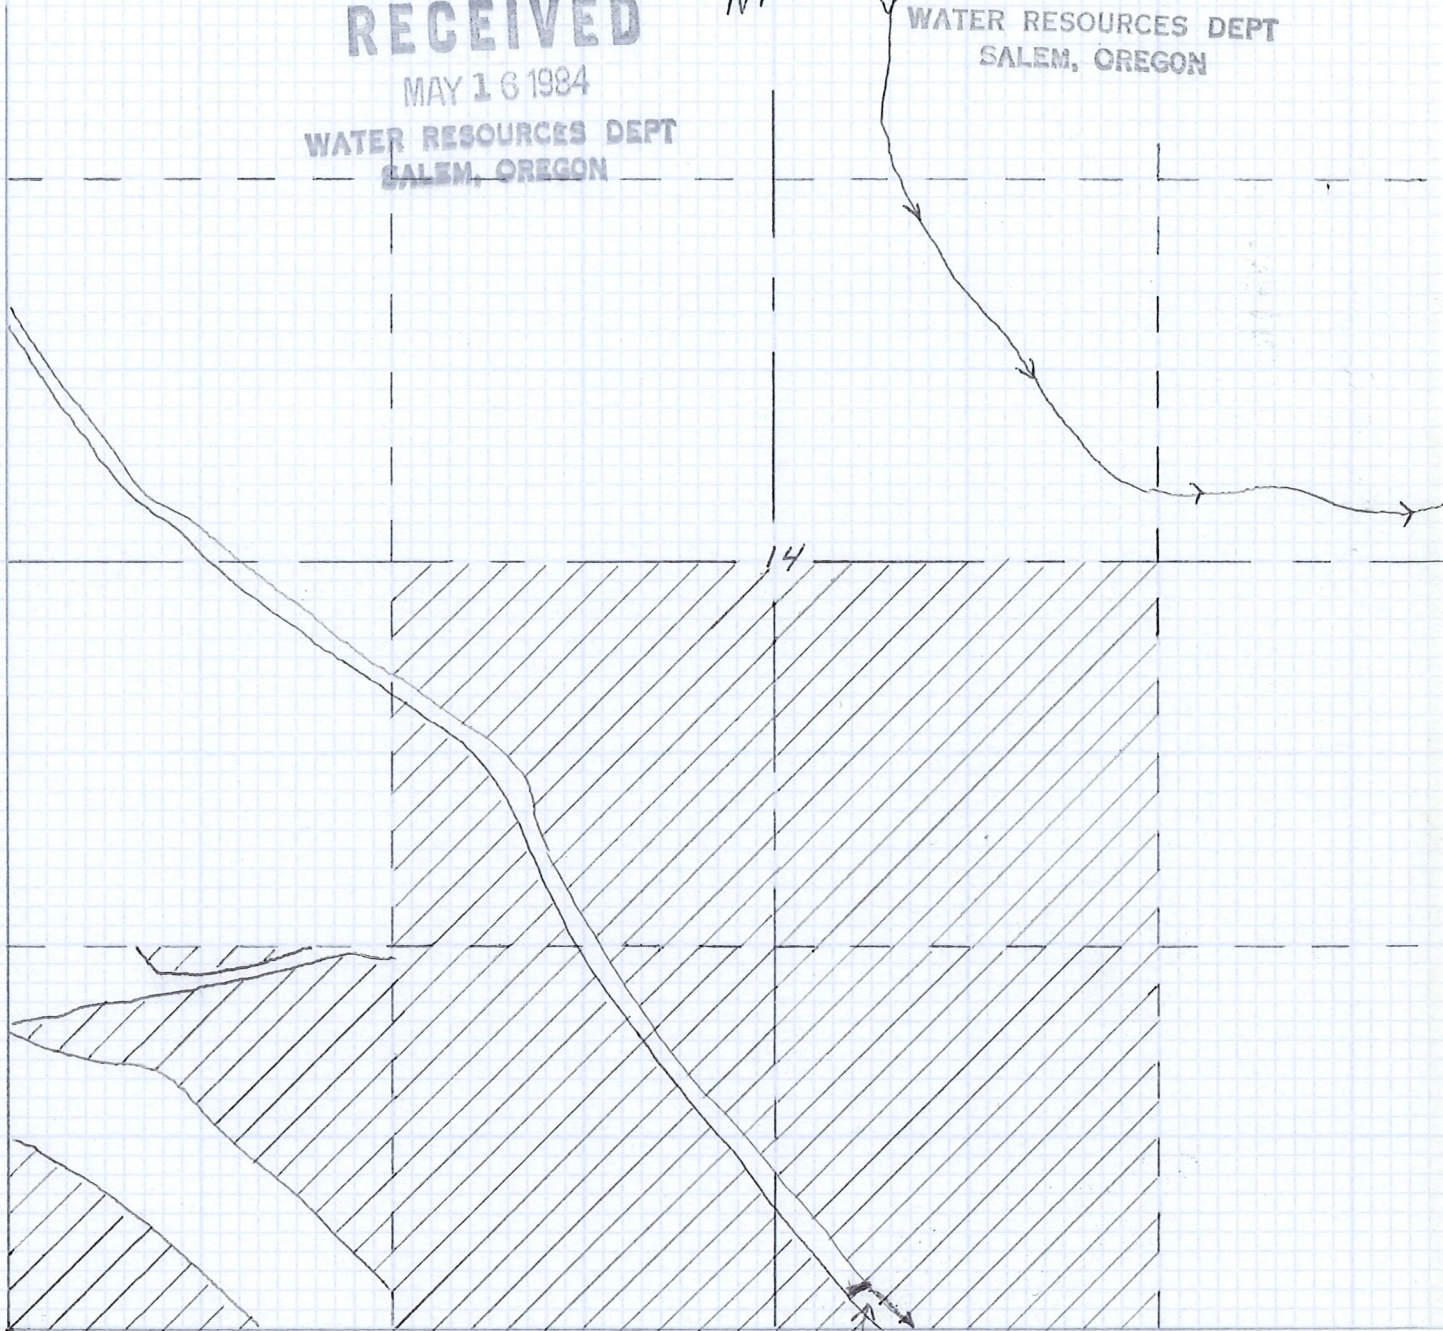 RECEIVED
MAY 16 1984
WATER RESOURCES DEPT
SALEM, OREGON
WATER RESOURCES DEPT
SALEM, OREGON
14